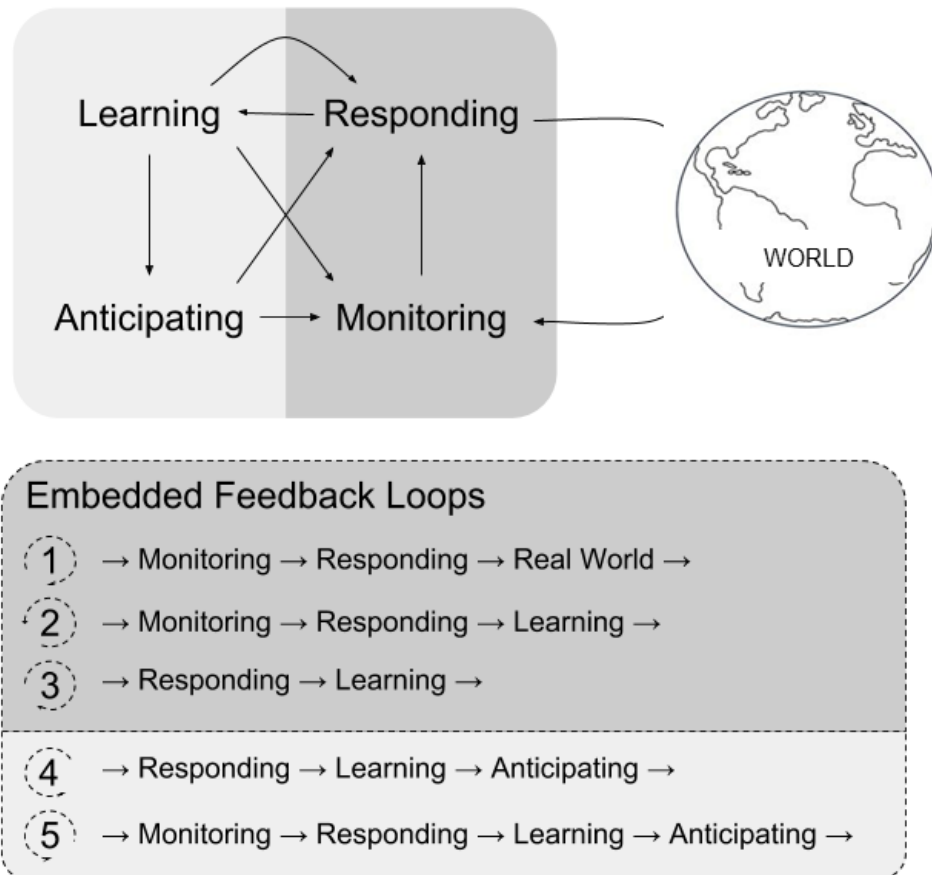 Learning
Responding
WORLD
Anticipating
Monitoring
Embedded Feedback Loops
1 → Monitoring → Responding → Real World →
2 → Monitoring → Responding → Learning →
3 → Responding → Learning →
4 → Responding → Learning → Anticipating →
5 → Monitoring → Responding → Learning → Anticipating →